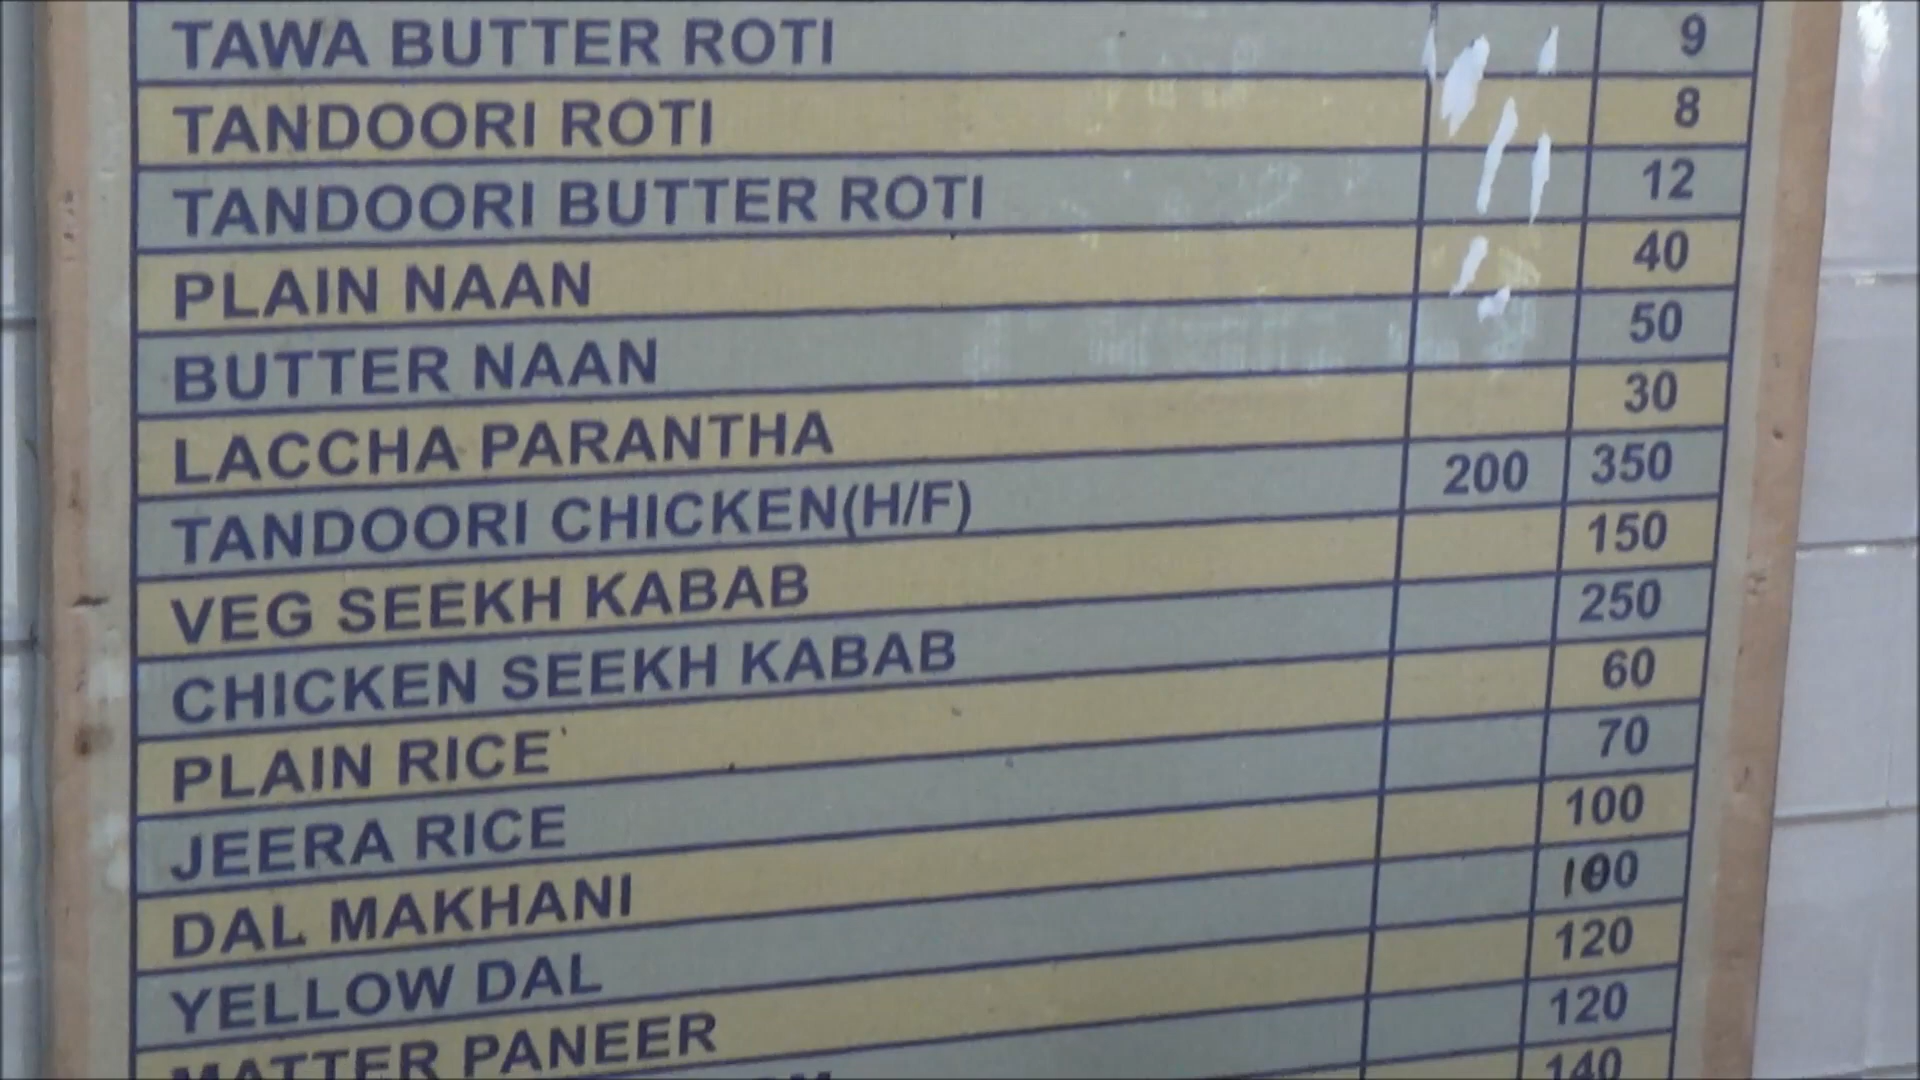 TAWA BUTTER ROTI 9
TANDOORI ROTI 8
TANDOORI BUTTER ROTI 12
PLAIN NAAN 40
BUTTER NAAN 50
LACCHA PARANTHA 30
TANDOORI CHICKEN(H/F) 200 350
VEG SEEKH KABAB 150
CHICKEN SEEKH KABAB 250
PLAIN RICE 60
JEERA RICE 70
DAL MAKHANI 100
YELLOW DAL 100
MATTER PANEER 120
120
140